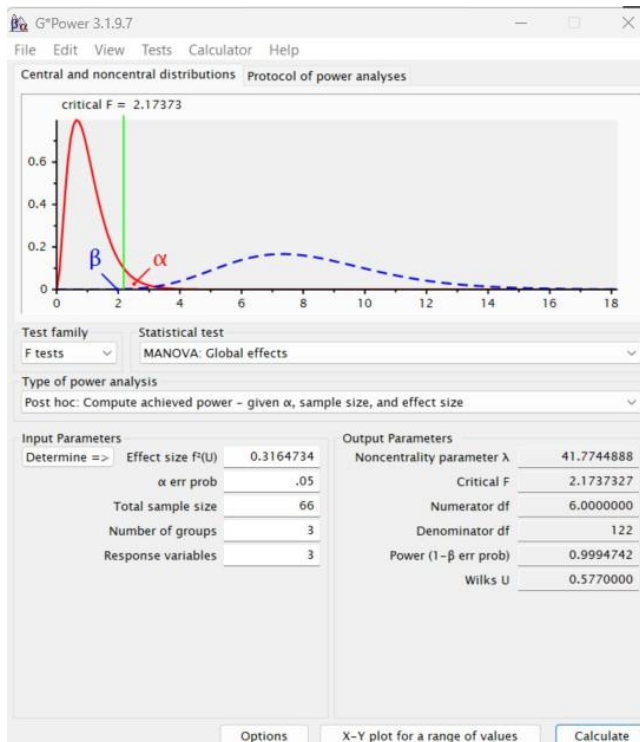 G*Power 3.1.9.7
File Edit View Tests Calculator Help
Central and noncentral distributions Protocol of power analyses
critical F = 2.17373
0.6
0.4
0.2
0
β α
0 2 4 6 8 10 12 14 16 18
Test family Statistical test
F tests MANOVA: Global effects
Type of power analysis
Post hoc: Compute achieved power - given α, sample size, and effect size
Input Parameters Output Parameters
Determine => Effect size f²(U) 0.3164734 Noncentrality parameter λ 41.7744888
α err prob .05 Critical F 2.1737327
Total sample size 66 Numerator df 6.0000000
Number of groups 3 Denominator df 122
Response variables 3 Power (1-β err prob) 0.9994742
Wilks U 0.5770000
Options X-Y plot for a range of values Calculate